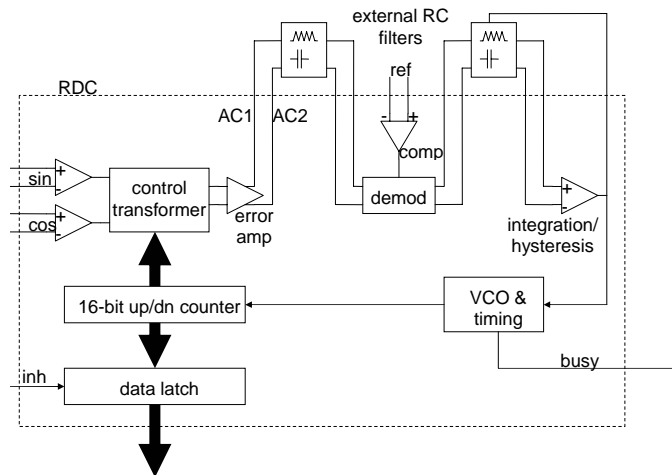 external RC
filters
ref
RDC
AC1
AC2
- +
comp
+
sin
-
+
cos
-
control
transformer
error
amp
demod
+
-
integration/
hysteresis
16-bit up/dn counter
VCO &
timing
busy
inh
data latch